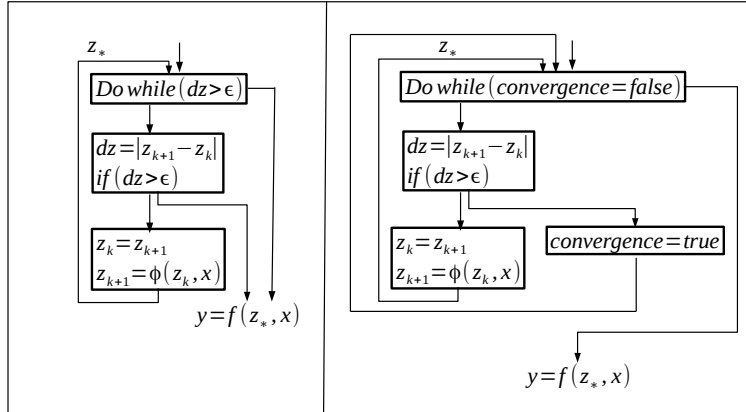 z_*
Do while(dz>ϵ)
dz=|z_{k+1}−z_k|
if(dz>ϵ)
z_k=z_{k+1}
z_{k+1}=ϕ(z_k,x)
y=f(z_*,x)
z_*
Do while(convergence=false)
dz=|z_{k+1}−z_k|
if(dz>ϵ)
z_k=z_{k+1}
z_{k+1}=ϕ(z_k,x)
convergence=true
y=f(z_*,x)